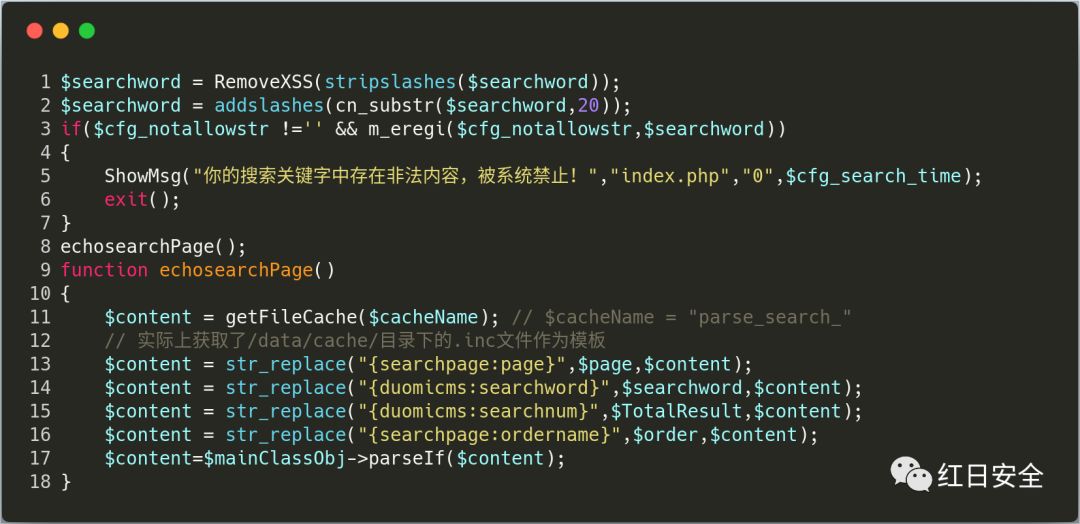 1 $searchword = RemoveXSS(stripslashes($searchword));
2 $searchword = addslashes(cn_substr($searchword,20));
3 if($cfg_notallowstr !='' && m_eregi($cfg_notallowstr,$searchword))
4 {
5     ShowMsg("你的搜索关键字中存在非法内容，被系统禁止！","index.php","0",$cfg_search_time);
6     exit();
7 }
8 echosearchPage();
9 function echosearchPage()
10 {
11     $content = getFileCache($cacheName); // $cacheName = "parse_search_"
12     // 实际上获取了/data/cache/目录下的.inc文件作为模板
13     $content = str_replace("{searchpage:page}",$page,$content);
14     $content = str_replace("{duomicms:searchword}",$searchword,$content);
15     $content = str_replace("{duomicms:searchnum}",$TotalResult,$content);
16     $content = str_replace("{searchpage:ordername}",$order,$content);
17     $content=$mainClassObj->parseIf($content);
18 }
红日安全